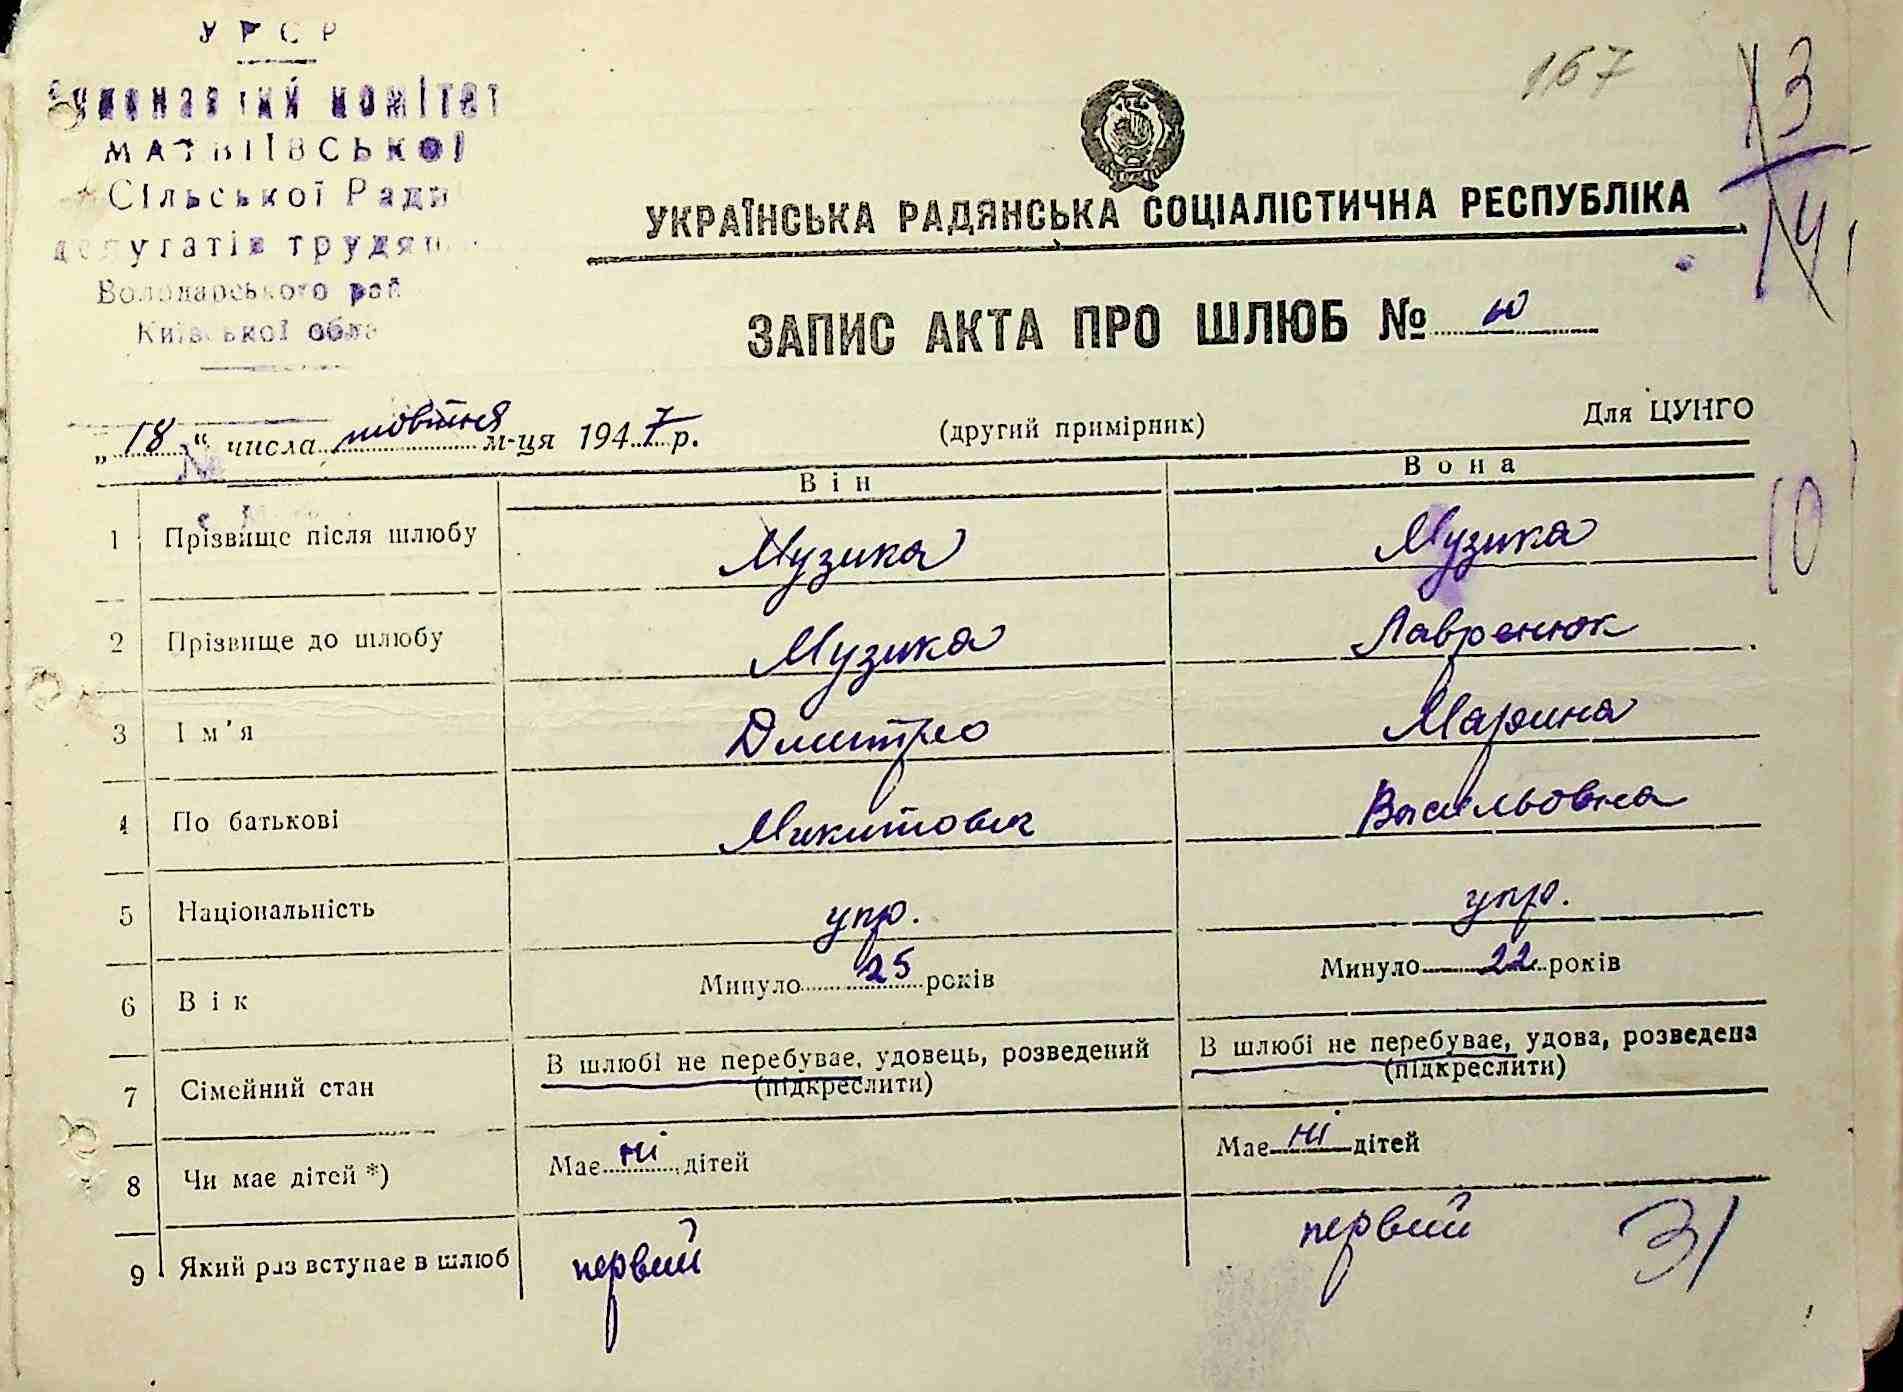 УРСР
Виконавчий комітет
МАТВІЇВСЬКОЇ
Сільської Ради
депутатів трудящ
Володарського рай
Київської обла
167
УКРАЇНСЬКА РАДЯНСЬКА СОЦІАЛІСТИЧНА РЕСПУБЛІКА
ЗАПИС АКТА ПРО ШЛЮБ № 10
„18“ числа жовтня м-ця 1947 р. (другий примірник) Для ЦУНГО
Він Вона
1 Прізвище після шлюбу Музика Музика
10
2 Прізвище до шлюбу Музика Лавренюк
3 Ім'я Дмитро Марина
4 По батькові Микитович Васильовна
5 Національність укр. укр.
6 Вік Минуло 25 років Минуло 22 років
7 Сімейний стан В шлюбі не перебуває, удовець, розведений (підкреслити) В шлюбі не перебуває, удова, розведена (підкреслити)
8 Чи має дітей *) Має ні дітей Має ні дітей
9 Який раз вступає в шлюб первий первий
31